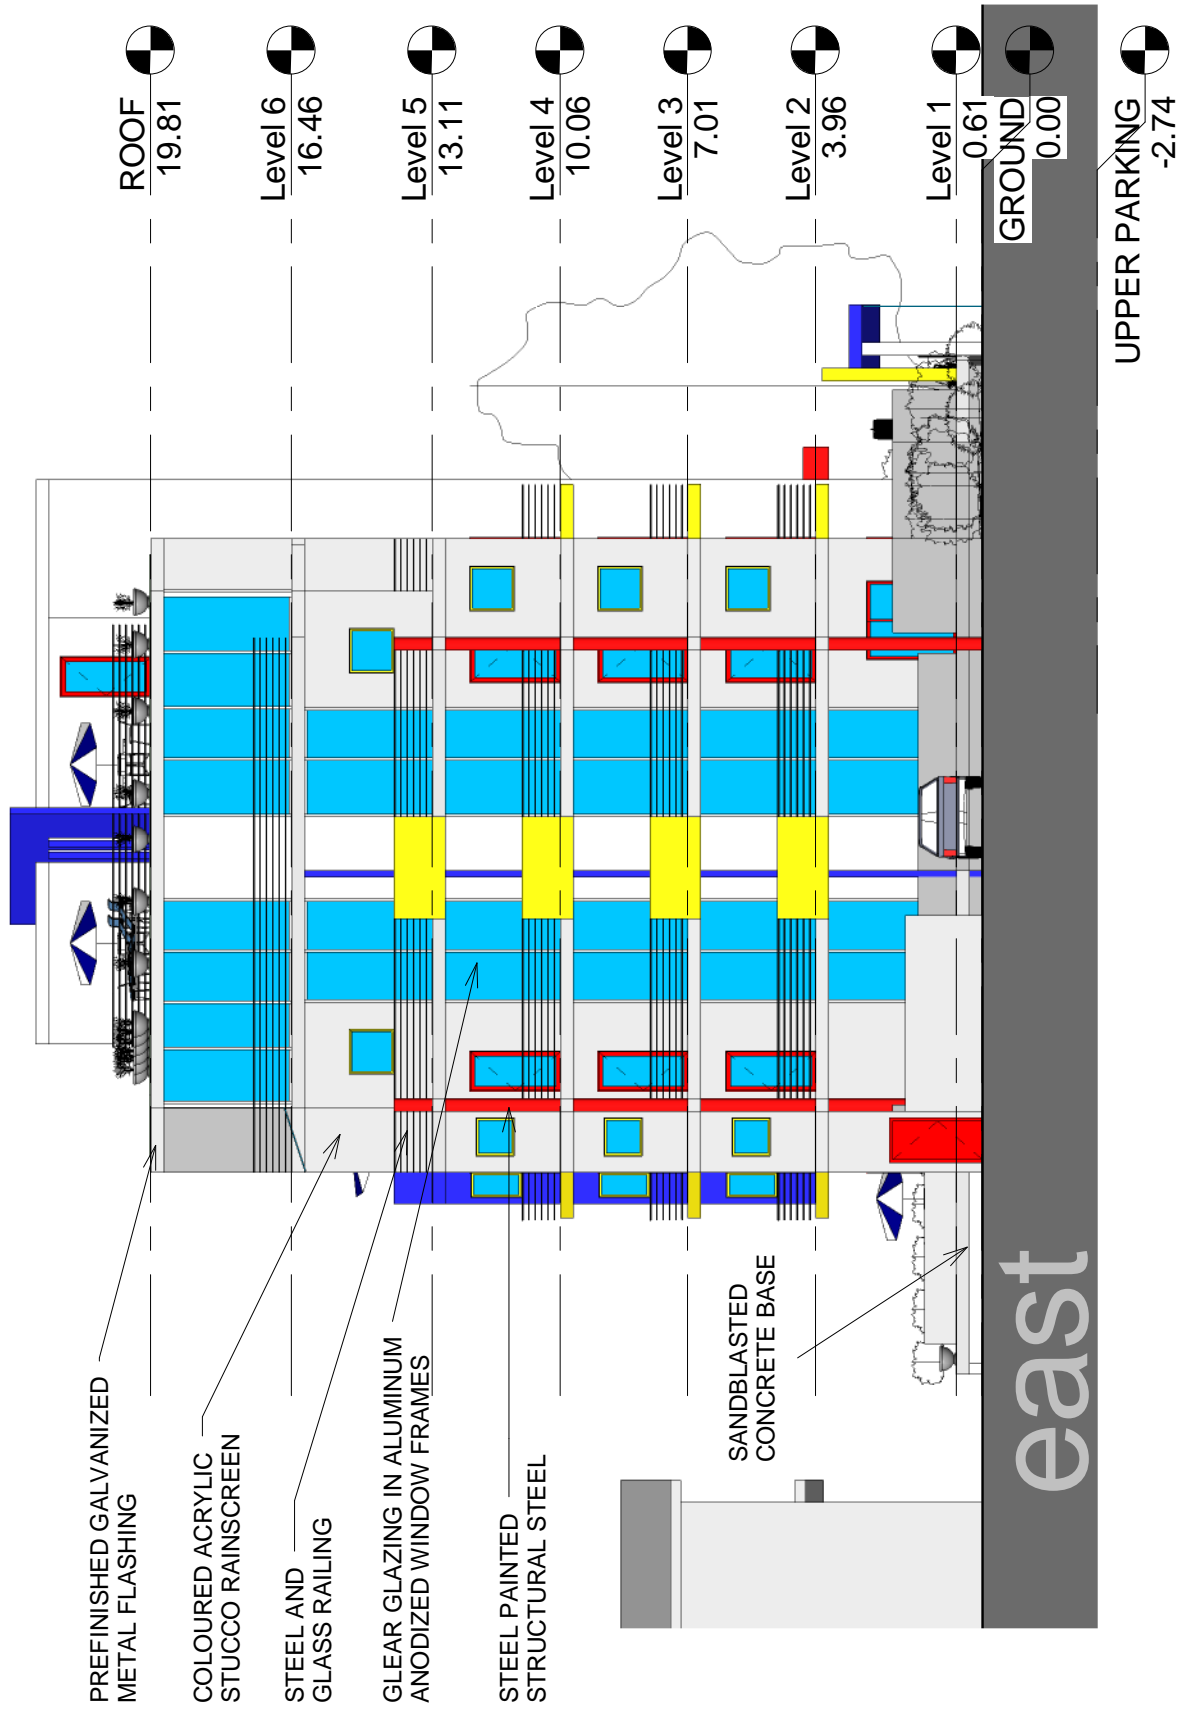 PREFINISHED GALVANIZED
METAL FLASHING
COLOURED ACRYLIC
STUCCO RAINSCREEN
STEEL AND
GLASS RAILING
GLEAR GLAZING IN ALUMINUM
ANODIZED WINDOW FRAMES
STEEL PAINTED
STRUCTURAL STEEL
SANDBLASTED
CONCRETE BASE
ROOF
19.81
Level 6
16.46
Level 5
13.11
Level 4
10.06
Level 3
7.01
Level 2
3.96
Level 1
0.61
GROUND
0.00
UPPER PARKING
-2.74
east